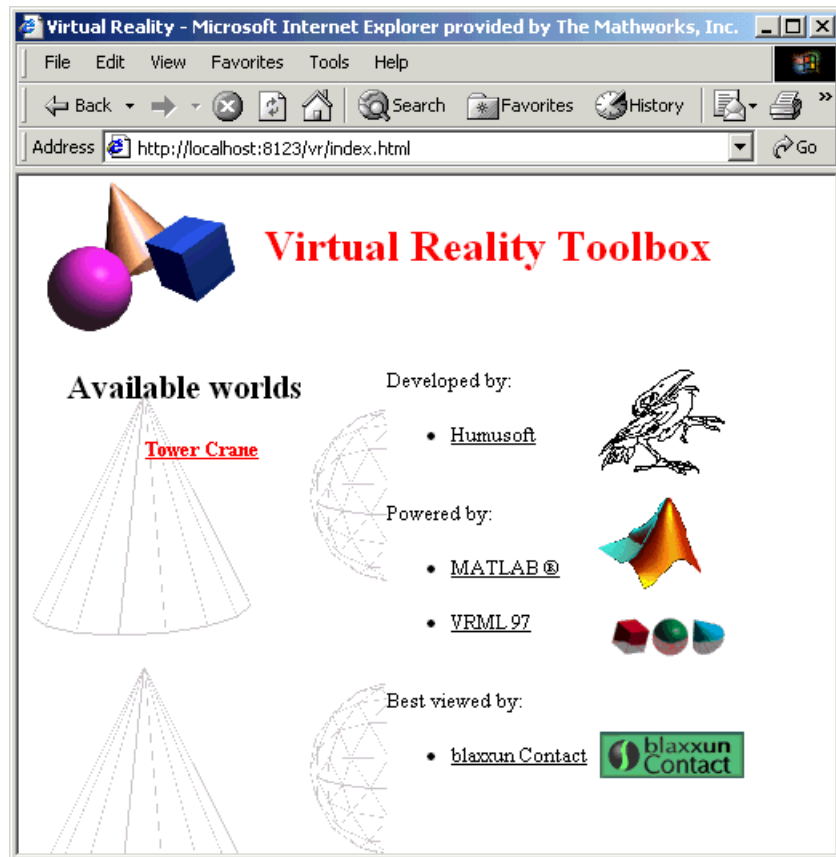 Virtual Reality - Microsoft Internet Explorer provided by The Mathworks, Inc.
File Edit View Favorites Tools Help
Back Search Favorites History »
Address http://localhost:8123/vr/index.html Go
Virtual Reality Toolbox
Available worlds
Tower Crane
Developed by:
• Humusoft
Powered by:
• MATLAB ®
• VRML 97
Best viewed by:
• blaxxun Contact
blaxxun
Contact